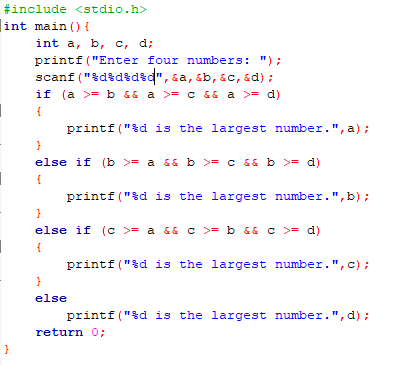 #include <stdio.h>
int main(){
    int a, b, c, d;
    printf("Enter four numbers: ");
    scanf("%d%d%d%d",&a,&b,&c,&d);
    if (a >= b && a >= c && a >= d)
    {
        printf("%d is the largest number.",a);
    }
    else if (b >= a && b >= c && b >= d)
    {
        printf("%d is the largest number.",b);
    }
    else if (c >= a && c >= b && c >= d)
    {
        printf("%d is the largest number.",c);
    }
    else
        printf("%d is the largest number.",d);
    return 0;
}